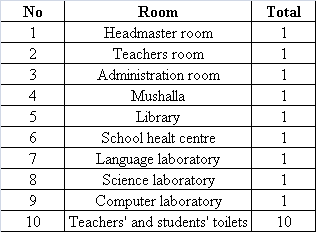 No Room Total
1 Headmaster room 1
2 Teachers room 1
3 Administration room 1
4 Mushalla 1
5 Library 1
6 School healt centre 1
7 Language laboratory 1
8 Science laboratory 1
9 Computer laboratory 1
10 Teachers' and students' toilets 10